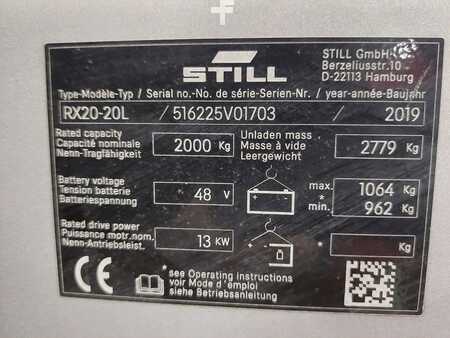 STILL
STILL GmbH
Berzeliusstr.10
D-22113 Hamburg
Type-Modèle-Typ / Serial no.-No. de série-Serien-Nr. / year-année-Baujahr
RX20-20L / 516225V01703 / 2019
Rated capacity
Capacité nominale
Nenn-Tragfähigkeit
2000 Kg
Unladen mass
Masse à vide
Leergewicht
2779 Kg
Battery voltage
Tension batterie
Batteriespannung
48 V
max. 1064 Kg
*
min. 962 Kg
Rated drive power
Puissance motr.nom.
Nenn-Antriebsleist.
13 KW
Kg
CE
*see Operating instructions
voir Mode d'emploi
siehe Betriebsanleitung